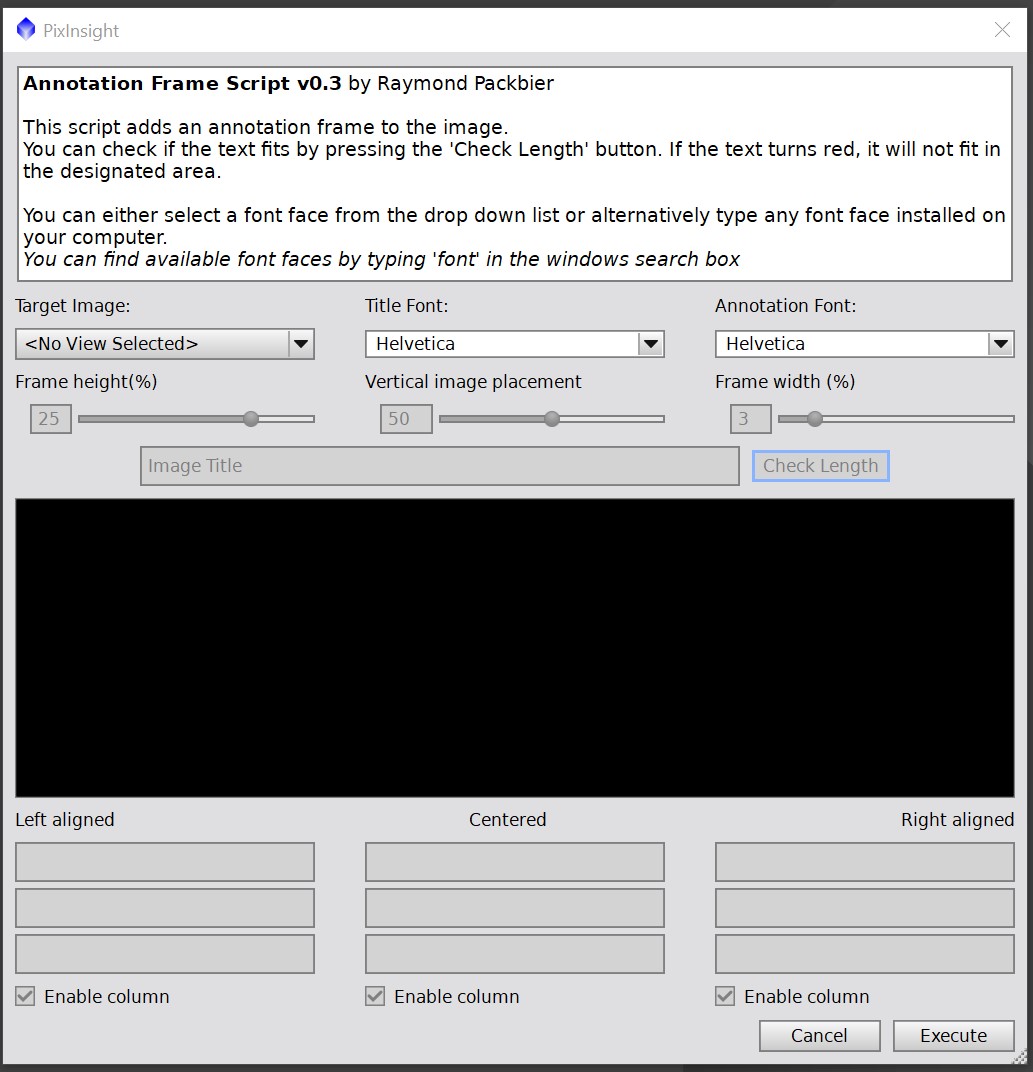 PixInsight
Annotation Frame Script v0.3 by Raymond Packbier
This script adds an annotation frame to the image.
You can check if the text fits by pressing the 'Check Length' button. If the text turns red, it will not fit in
the designated area.
You can either select a font face from the drop down list or alternatively type any font face installed on
your computer.
You can find available font faces by typing 'font' in the windows search box
Target Image: Title Font: Annotation Font:
<No View Selected> Helvetica Helvetica
Frame height(%) Vertical image placement Frame width (%)
25 50 3
Image Title Check Length
Left aligned Centered Right aligned
Enable column Enable column Enable column
Cancel Execute